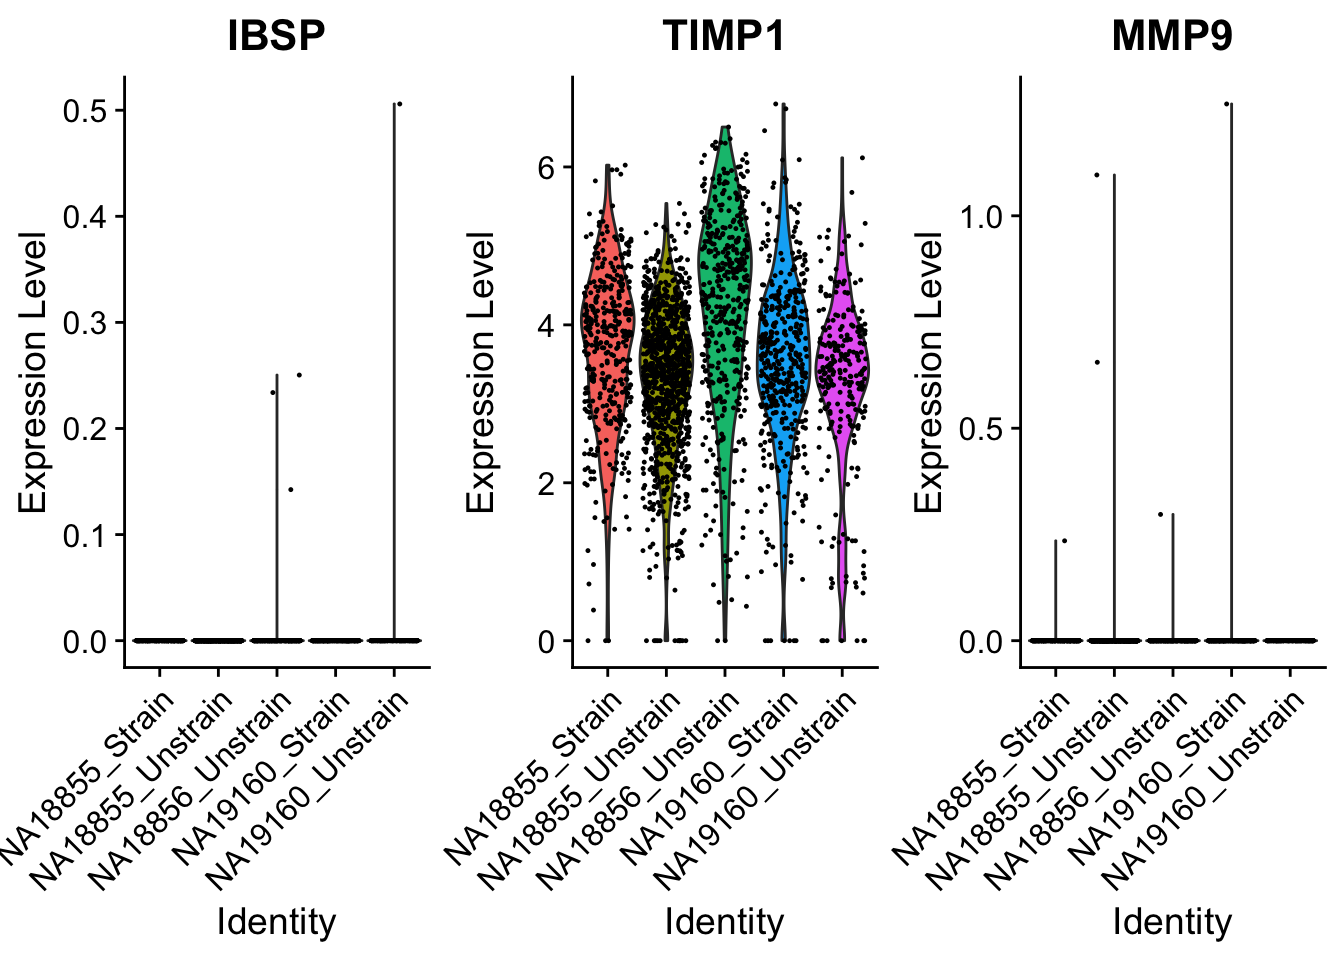 IBSP
Expression Level
0.5
0.4
0.3
0.2
0.1
0.0
NA18855_Strain
NA18855_Unstrain
NA18856_Unstrain
NA19160_Strain
NA19160_Unstrain
Identity
TIMP1
Expression Level
6
4
2
0
NA18855_Strain
NA18855_Unstrain
NA18856_Unstrain
NA19160_Strain
NA19160_Unstrain
Identity
MMP9
Expression Level
1.0
0.5
0.0
NA18855_Strain
NA18855_Unstrain
NA18856_Unstrain
NA19160_Strain
NA19160_Unstrain
Identity